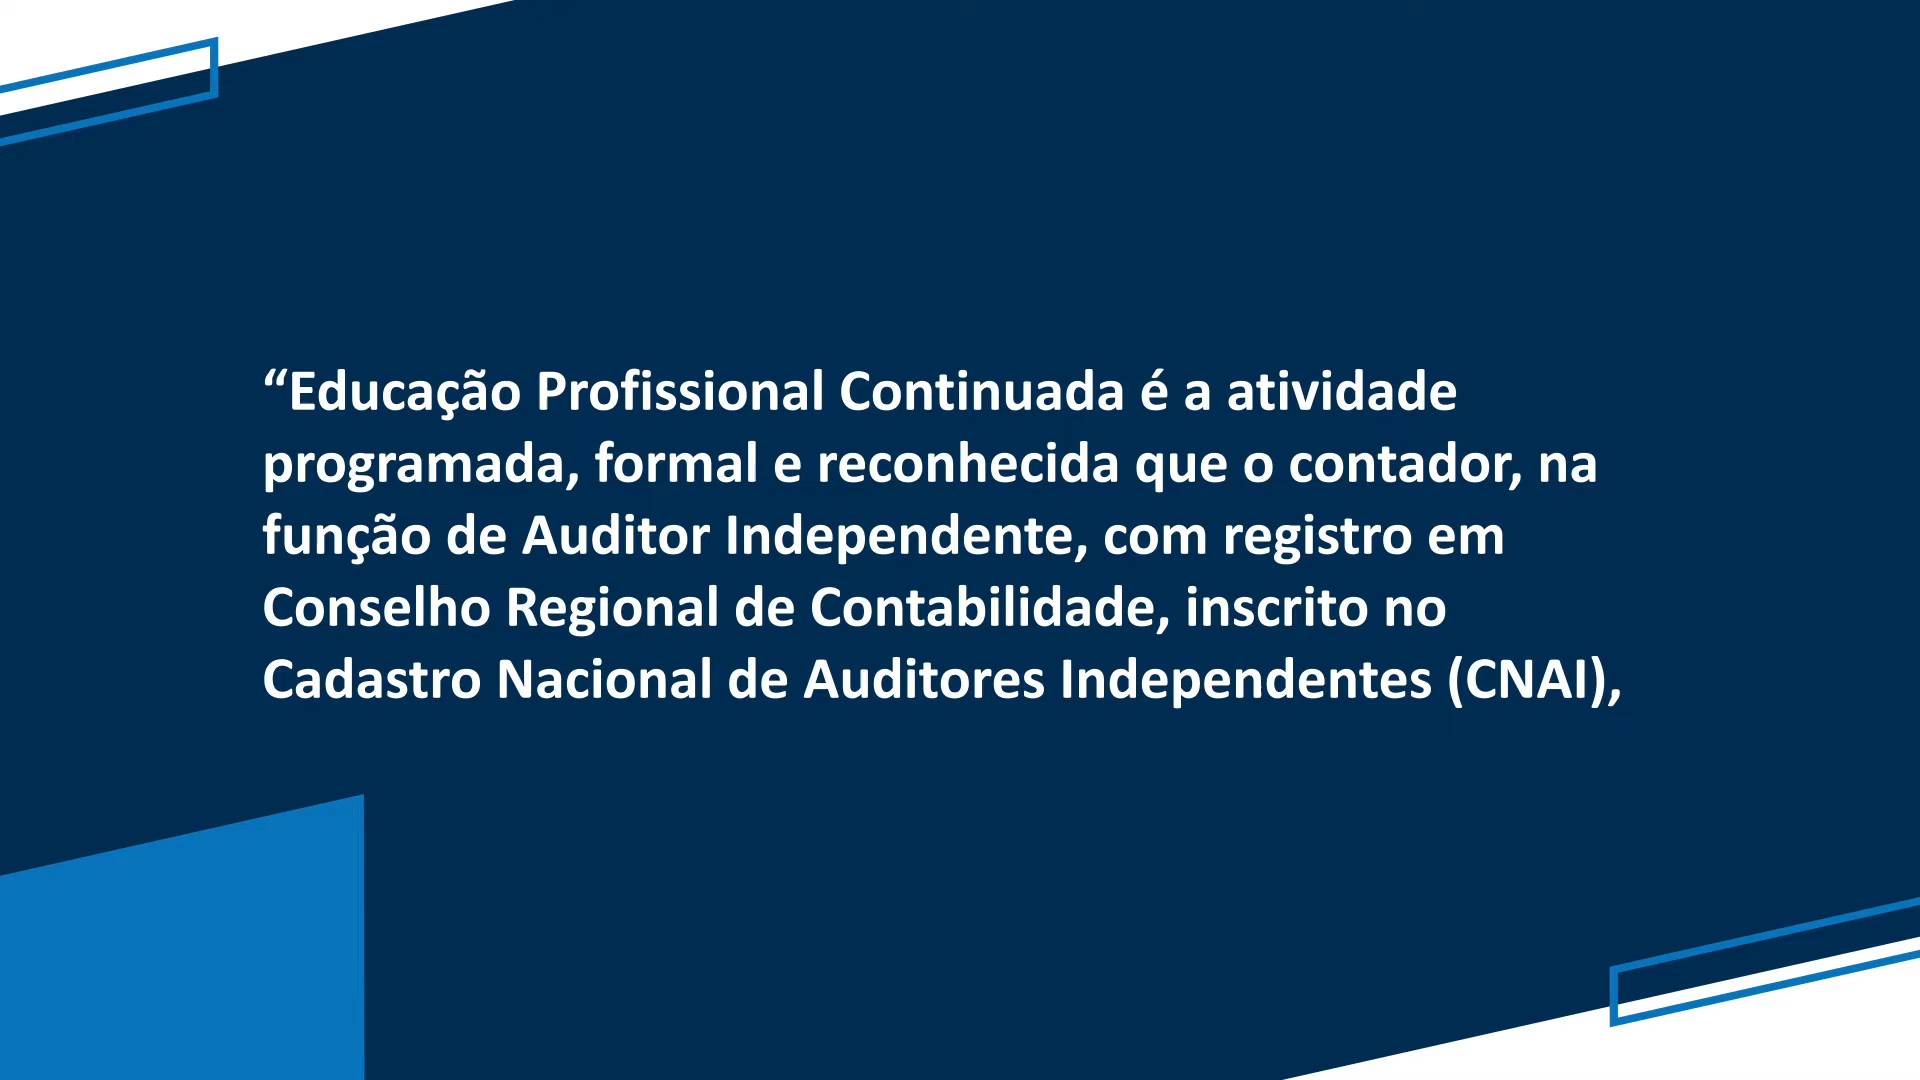 “Educação Profissional Continuada é a atividade
programada, formal e reconhecida que o contador, na
função de Auditor Independente, com registro em
Conselho Regional de Contabilidade, inscrito no
Cadastro Nacional de Auditores Independentes (CNAI),